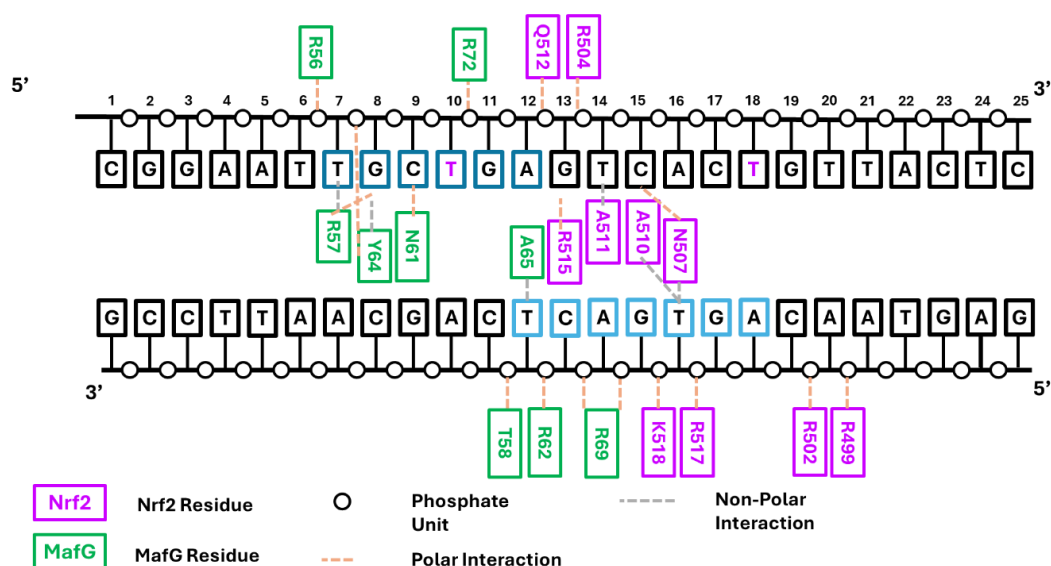 R56 R72 Q512 R504
5’ 3’
1 2 3 4 5 6 7 8 9 10 11 12 13 14 15 16 17 18 19 20 21 22 23 24 25
C G G A A T T G C T G A G T C A C T G T T A C T C
R57 Y64 N61 A65 R515 A511 A510 N507
G C C T T A A C G A C T C A G T G A C A A T G A G
3’ 5’
T58 R62 R69 K518 R517 R502 R499
Nrf2 Nrf2 Residue Phosphate Non-Polar
Unit Interaction
MafG MafG Residue Polar Interaction